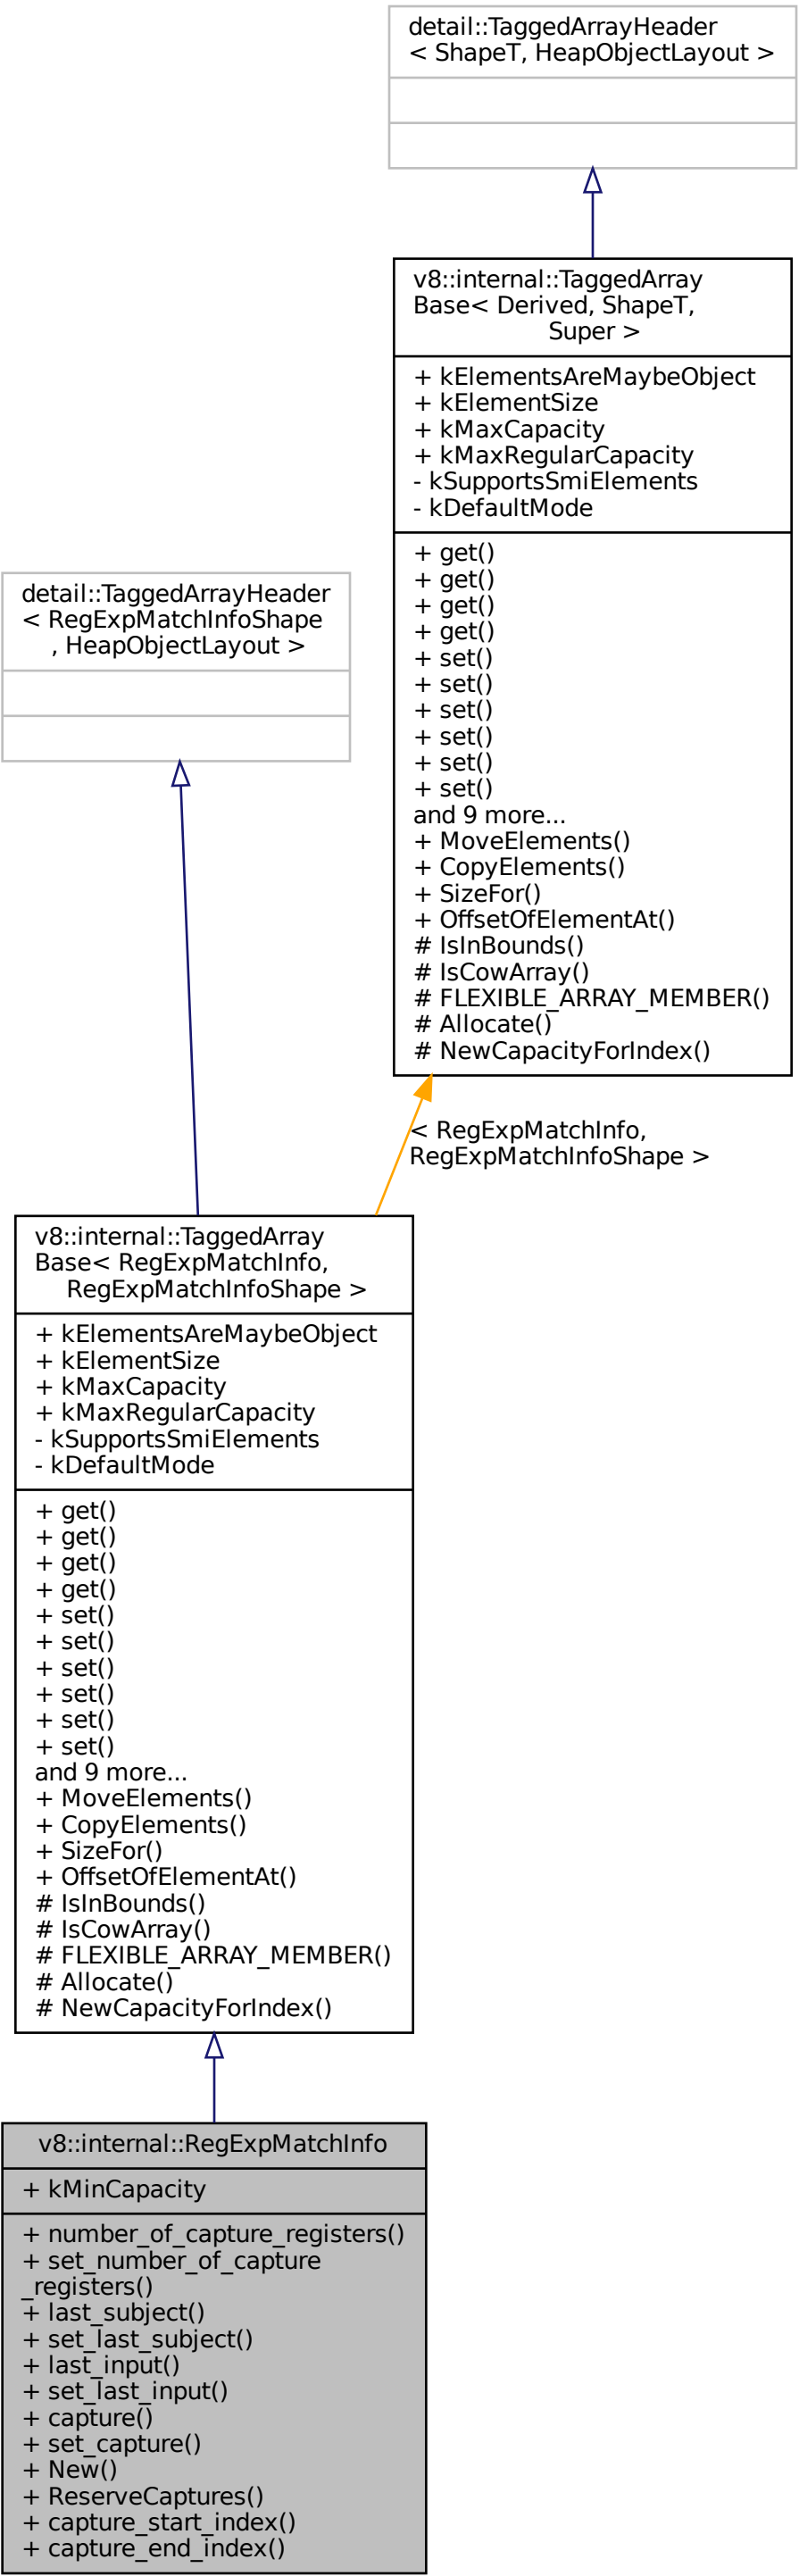 detail::TaggedArrayHeader
< ShapeT, HeapObjectLayout >
v8::internal::TaggedArray
Base< Derived, ShapeT,
Super >
+ kElementsAreMaybeObject
+ kElementSize
+ kMaxCapacity
+ kMaxRegularCapacity
- kSupportsSmiElements
- kDefaultMode
+ get()
+ get()
+ get()
+ get()
+ set()
+ set()
+ set()
+ set()
+ set()
+ set()
and 9 more...
+ MoveElements()
+ CopyElements()
+ SizeFor()
+ OffsetOfElementAt()
# IsInBounds()
# IsCowArray()
# FLEXIBLE_ARRAY_MEMBER()
# Allocate()
# NewCapacityForIndex()
detail::TaggedArrayHeader
< RegExpMatchInfoShape
, HeapObjectLayout >
< RegExpMatchInfo,
RegExpMatchInfoShape >
v8::internal::TaggedArray
Base< RegExpMatchInfo,
RegExpMatchInfoShape >
+ kElementsAreMaybeObject
+ kElementSize
+ kMaxCapacity
+ kMaxRegularCapacity
- kSupportsSmiElements
- kDefaultMode
+ get()
+ get()
+ get()
+ get()
+ set()
+ set()
+ set()
+ set()
+ set()
+ set()
and 9 more...
+ MoveElements()
+ CopyElements()
+ SizeFor()
+ OffsetOfElementAt()
# IsInBounds()
# IsCowArray()
# FLEXIBLE_ARRAY_MEMBER()
# Allocate()
# NewCapacityForIndex()
v8::internal::RegExpMatchInfo
+ kMinCapacity
+ number_of_capture_registers()
+ set_number_of_capture
_registers()
+ last_subject()
+ set_last_subject()
+ last_input()
+ set_last_input()
+ capture()
+ set_capture()
+ New()
+ ReserveCaptures()
+ capture_start_index()
+ capture_end_index()